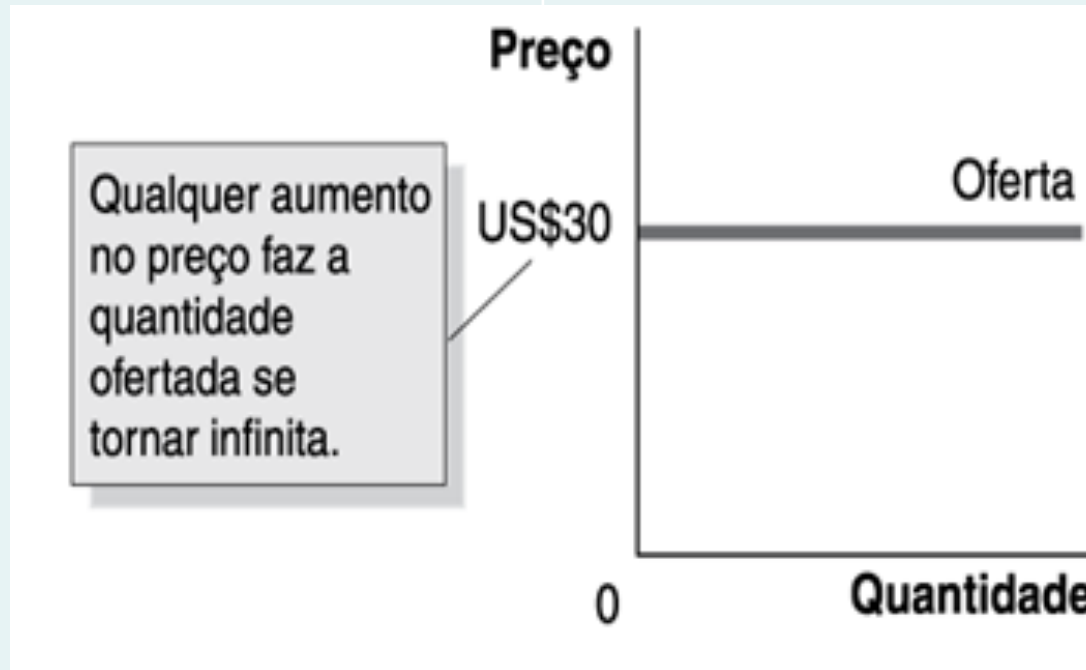 Preço
Qualquer aumento
no preço faz a
quantidade
ofertada se
tornar infinita.
US$30
Oferta
0
Quantidade